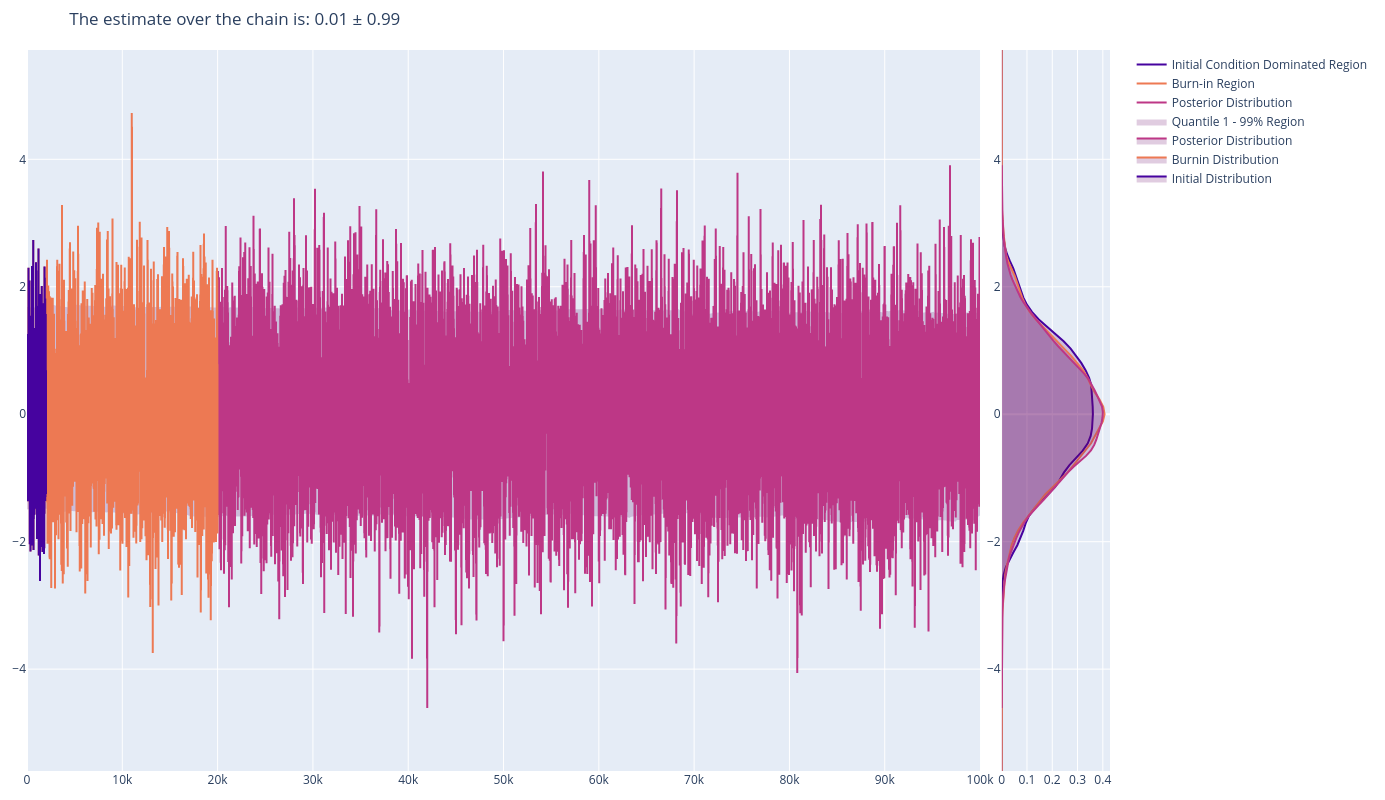 The estimate over the chain is: 0.01 ± 0.99
Initial Condition Dominated Region
Burn-in Region
Posterior Distribution
Quantile 1 - 99% Region
Posterior Distribution
Burnin Distribution
Initial Distribution
4
2
0
−2
−4
4
2
0
−2
−4
0 10k 20k 30k 40k 50k 60k 70k 80k 90k 100k
0 0.1 0.2 0.3 0.4